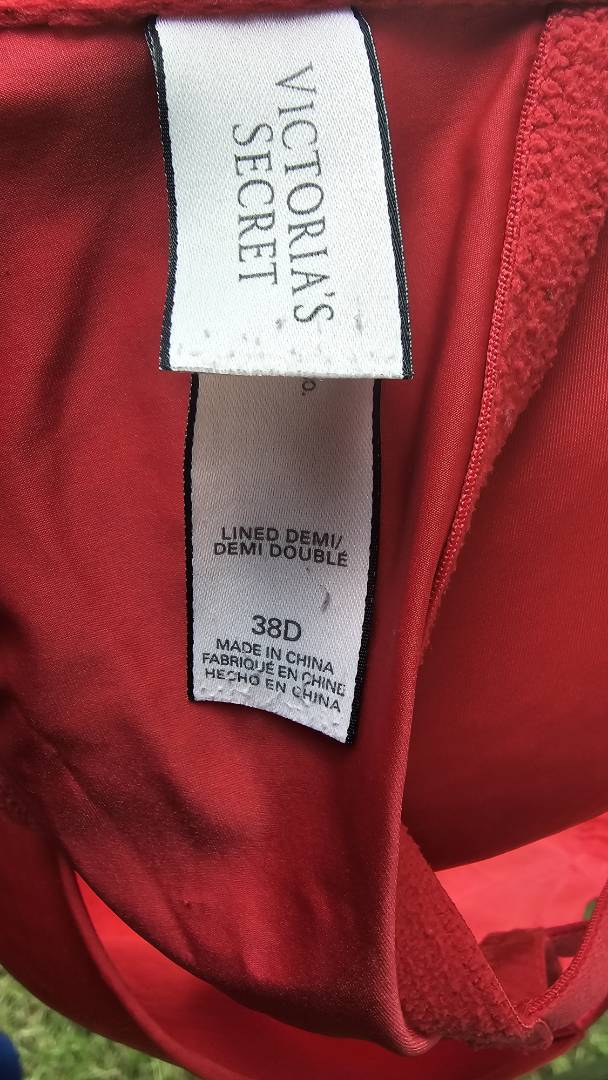 VICTORIA'S
SECRET
o.
LINED DEMI/
DEMI DOUBLÉ
38D
MADE IN CHINA
FABRIQUÉ EN CHINE
HECHO EN CHINA